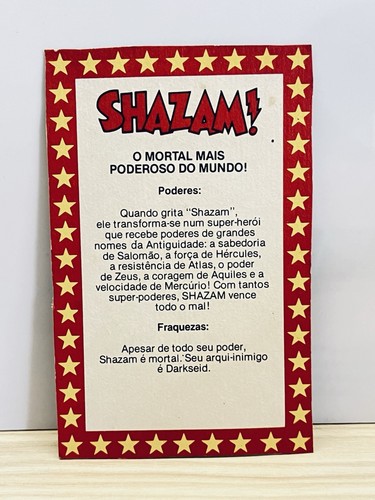 SHAZAM!
O MORTAL MAIS
PODEROSO DO MUNDO!
Poderes:
Quando grita "Shazam",
ele transforma-se num super-herói
que recebe poderes de grandes
nomes da Antiguidade: a sabedoria
de Salomão, a força de Hércules,
a resistência de Atlas, o poder
de Zeus, a coragem de Aquiles e a
velocidade de Mercúrio! Com tantos
super-poderes, SHAZAM vence
todo o mal!
Fraquezas:
Apesar de todo seu poder,
Shazam é mortal. Seu arqui-inimigo
é Darkseid.